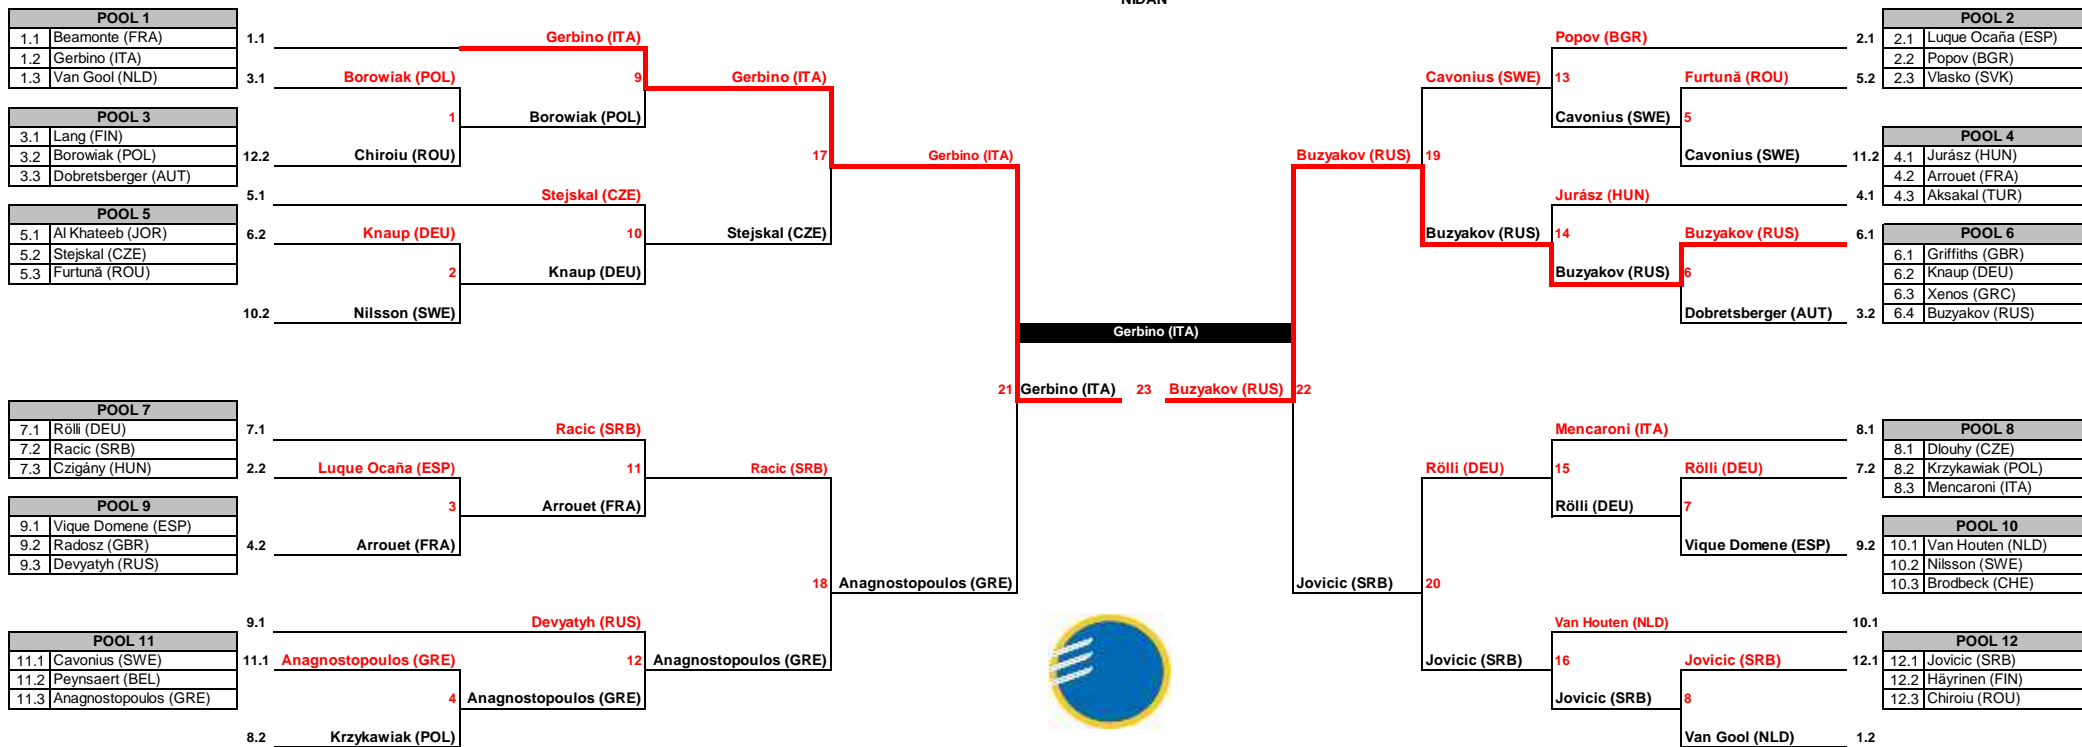 NIDAN
POOL 1
1.1 Beamonte (FRA)
1.2 Gerbino (ITA)
1.3 Van Gool (NLD)
POOL 3
3.1 Lang (FIN)
3.2 Borowiak (POL)
3.3 Dobretsberger (AUT)
POOL 5
5.1 Al Khateeb (JOR)
5.2 Stejskal (CZE)
5.3 Furtună (ROU)
POOL 7
7.1 Rölli (DEU)
7.2 Racic (SRB)
7.3 Czigány (HUN)
POOL 9
9.1 Vique Domene (ESP)
9.2 Radosz (GBR)
9.3 Devyatyh (RUS)
POOL 11
11.1 Cavonius (SWE)
11.2 Peynsaert (BEL)
11.3 Anagnostopoulos (GRE)
1.1 Gerbino (ITA)
3.1 Borowiak (POL) 9 Gerbino (ITA)
1 Borowiak (POL)
12.2 Chiroiu (ROU) 17 Gerbino (ITA)
5.1 Stejskal (CZE)
6.2 Knaup (DEU) 10 Stejskal (CZE)
2 Knaup (DEU)
10.2 Nilsson (SWE)
Gerbino (ITA)
21 Gerbino (ITA) 23 Buzyakov (RUS) 22
7.1 Racic (SRB)
2.2 Luque Ocaña (ESP) 11 Racic (SRB)
3 Arrouet (FRA)
4.2 Arrouet (FRA)
18 Anagnostopoulos (GRE)
9.1 Devyatyh (RUS)
11.1 Anagnostopoulos (GRE) 12 Anagnostopoulos (GRE)
4 Anagnostopoulos (GRE)
8.2 Krzykawiak (POL)
Popov (BGR) 2.1
Cavonius (SWE) 13 Furtună (ROU) 5.2
Cavonius (SWE) 5
Buzyakov (RUS) 19 Cavonius (SWE) 11.2
Jurász (HUN) 4.1
Buzyakov (RUS) 14 Buzyakov (RUS) 6.1
Buzyakov (RUS) 6
Dobretsberger (AUT) 3.2
Mencaroni (ITA) 8.1
Rölli (DEU) 15 Rölli (DEU) 7.2
Rölli (DEU) 7
Vique Domene (ESP) 9.2
Jovicic (SRB) 20
Van Houten (NLD) 10.1
Jovicic (SRB) 16 Jovicic (SRB) 12.1
Jovicic (SRB) 8
Van Gool (NLD) 1.2
POOL 2
2.1 Luque Ocaña (ESP)
2.2 Popov (BGR)
2.3 Vlasko (SVK)
POOL 4
4.1 Jurász (HUN)
4.2 Arrouet (FRA)
4.3 Aksakal (TUR)
POOL 6
6.1 Griffiths (GBR)
6.2 Knaup (DEU)
6.3 Xenos (GRC)
6.4 Buzyakov (RUS)
POOL 8
8.1 Dlouhy (CZE)
8.2 Krzykawiak (POL)
8.3 Mencaroni (ITA)
POOL 10
10.1 Van Houten (NLD)
10.2 Nilsson (SWE)
10.3 Brodbeck (CHE)
POOL 12
12.1 Jovicic (SRB)
12.2 Häyrinen (FIN)
12.3 Chiroiu (ROU)